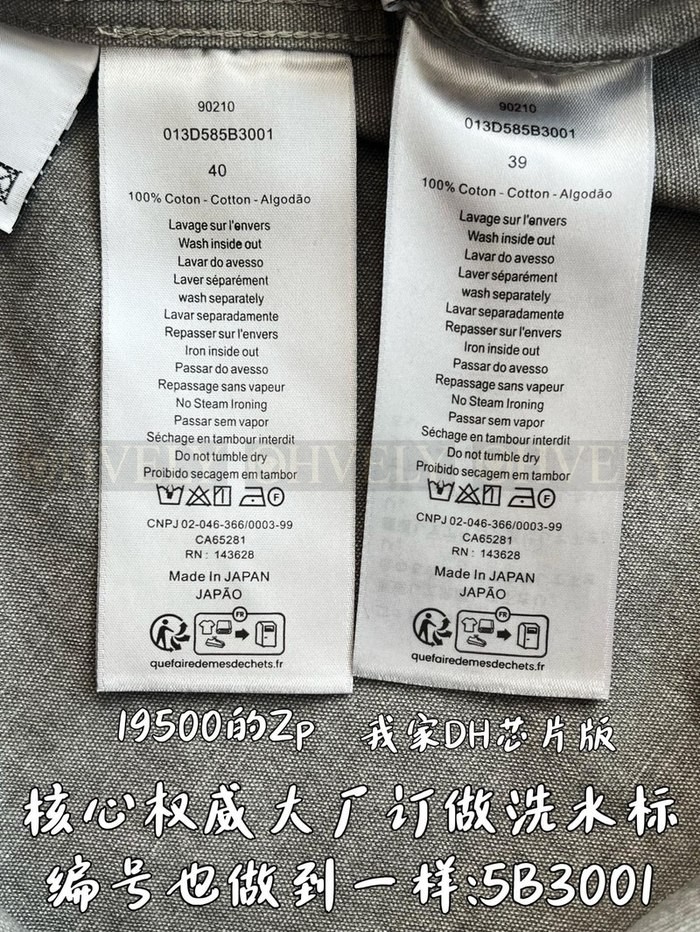 90210
013D585B3001
40
100% Coton - Cotton - Algodão
Lavage sur l'envers
Wash inside out
Lavar do avesso
Laver séparément
wash separately
Lavar separadamente
Repasser sur l'envers
Iron inside out
Passar do avesso
Repassage sans vapeur
No Steam Ironing
Passar sem vapor
Séchage en tambour interdit
Do not tumble dry
Proibido secagem em tambor
CNPJ 02-046-366/0003-99
CA65281
RN: 143628
Made In JAPAN
JAPÃO
FR
quefairedemesdechets.fr
90210
013D585B3001
39
100% Coton - Cotton - Algodão
Lavage sur l'envers
Wash inside out
Lavar do avesso
Laver séparément
wash separately
Lavar separadamente
Repasser sur l'envers
Iron inside out
Passar do avesso
Repassage sans vapeur
No Steam Ironing
Passar sem vapor
Séchage en tambour interdit
Do not tumble dry
Proibido secagem em tambor
CNPJ 02-046-366/0003-99
CA65281
RN: 143628
Made In JAPAN
JAPÃO
FR
quefairedemesdechets.fr
19500的Zp 我家DH芯片版
核心权威大厂订做洗水标
编号也做到一样:5B3001